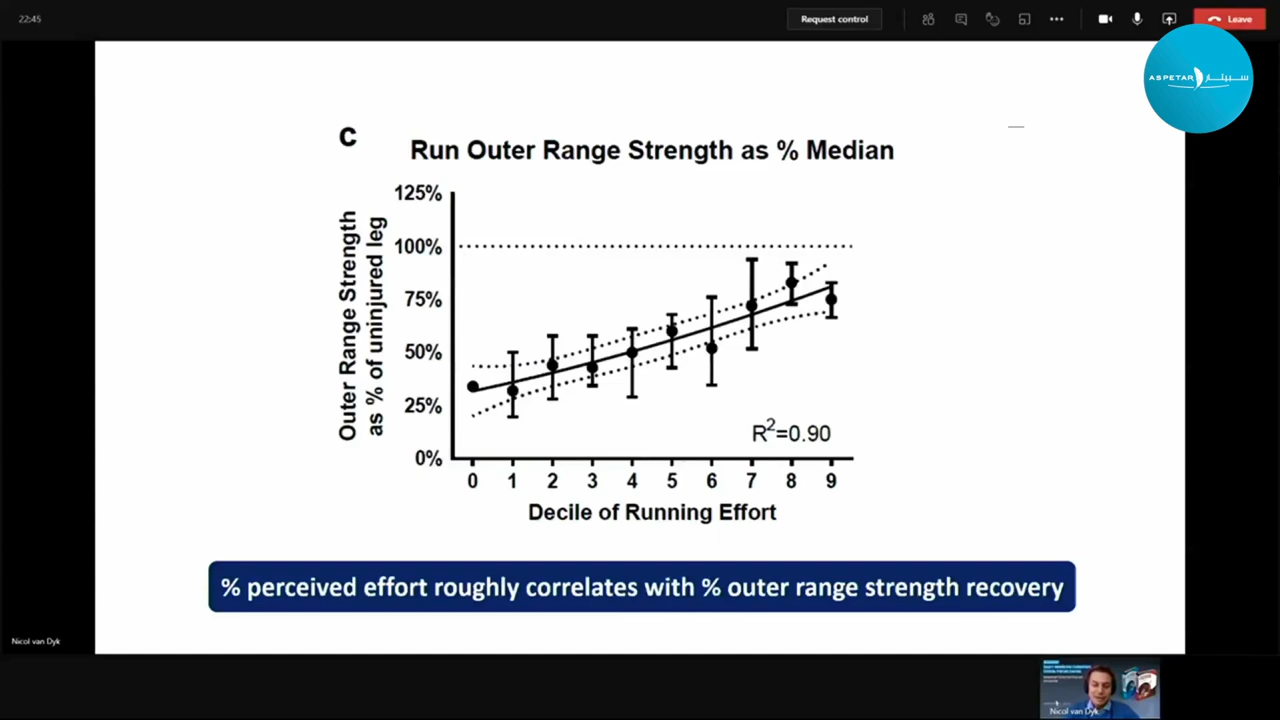 22:45
Request control
Leave
ASPETAR سبيتار
C
Run Outer Range Strength as % Median
Outer Range Strength
as % of uninjured leg
125%
100%
75%
50%
25%
0%
R2=0.90
0 1 2 3 4 5 6 7 8 9
Decile of Running Effort
% perceived effort roughly correlates with % outer range strength recovery
Nicol van Dyk
Nicol van Dyk